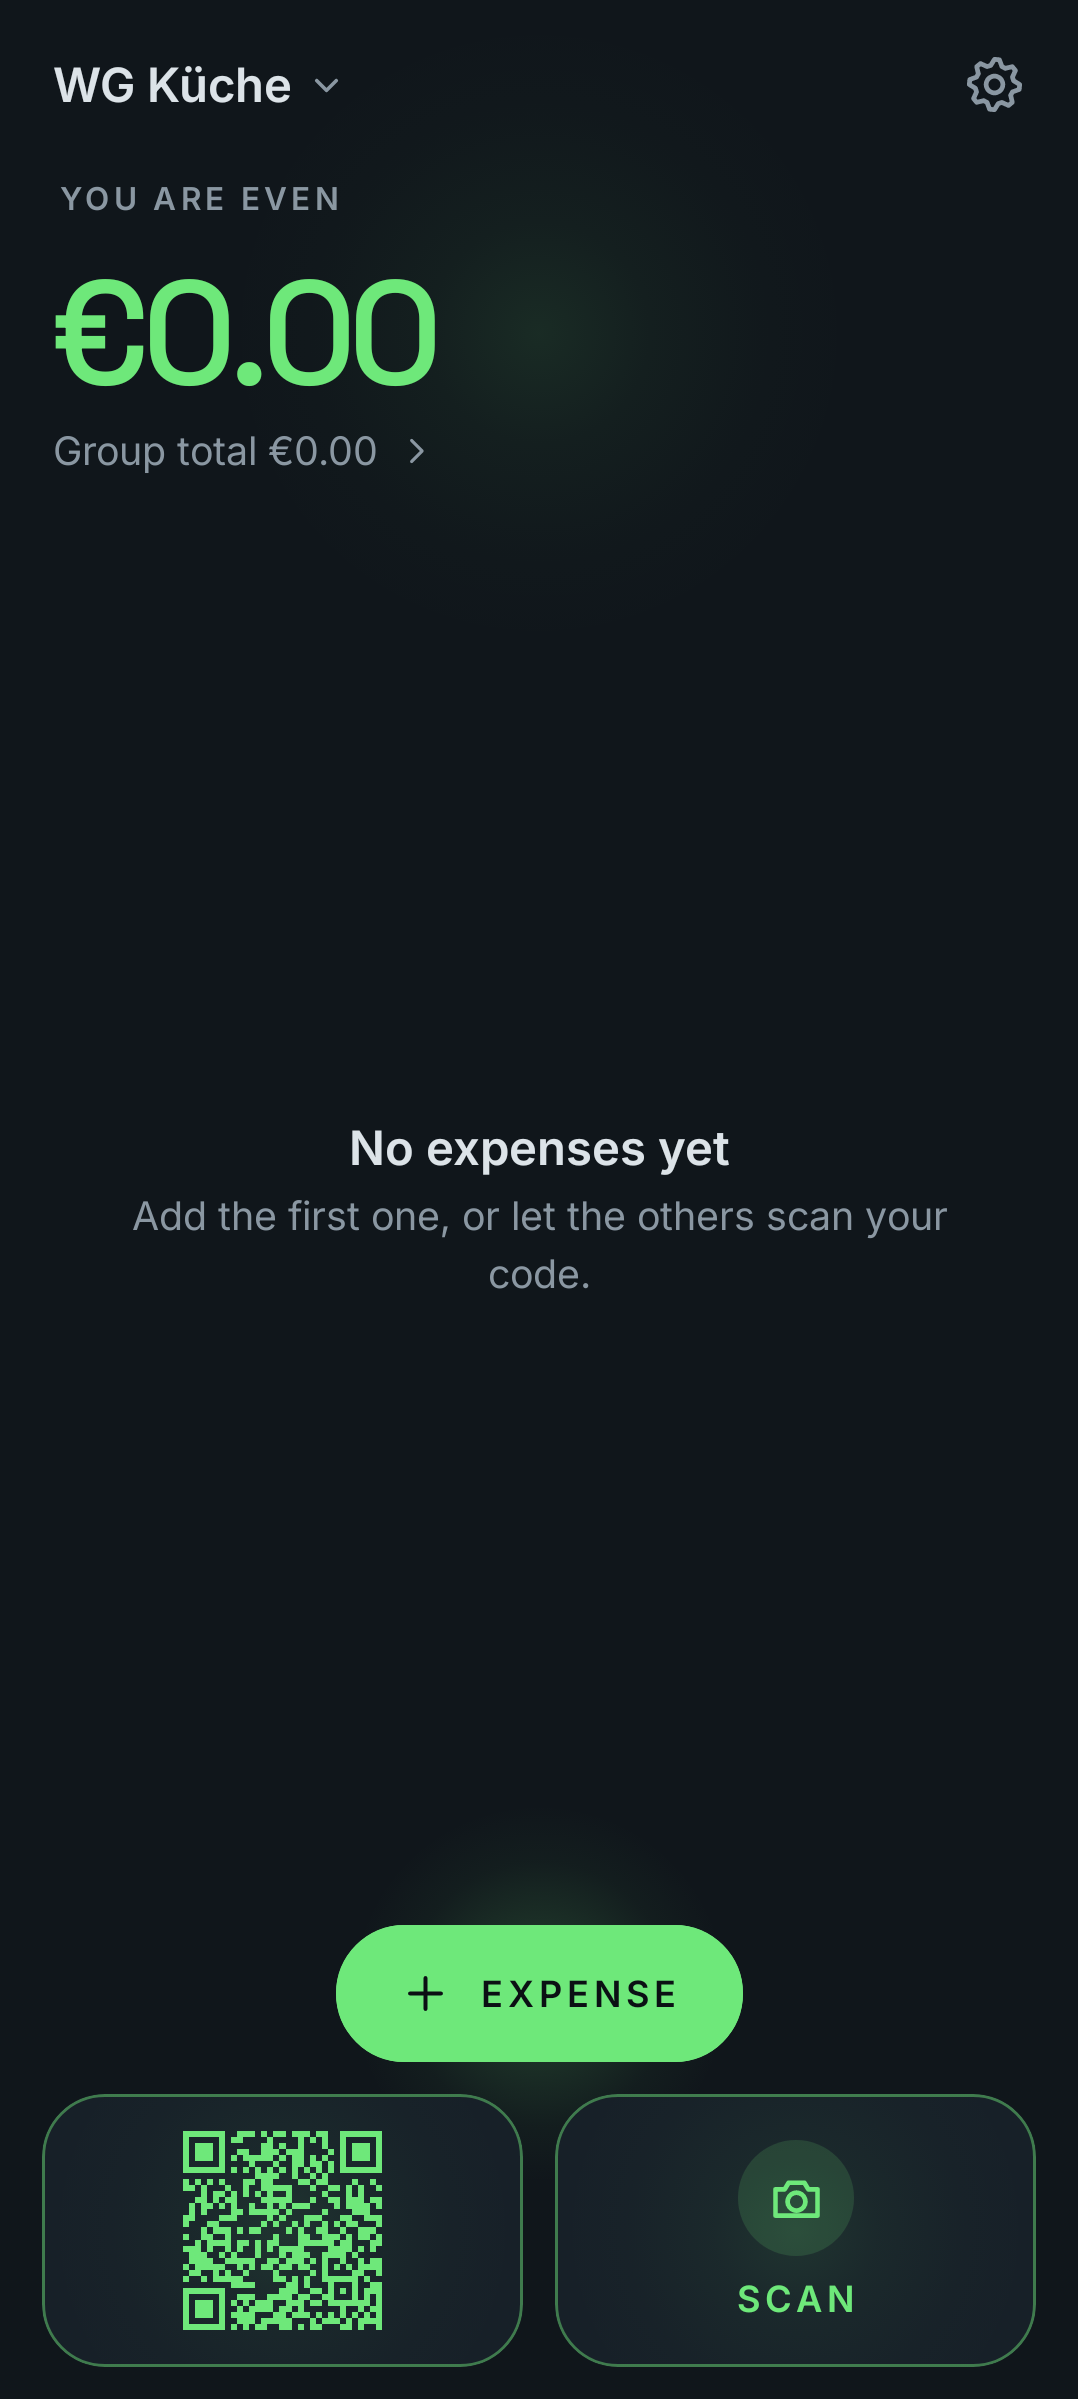 WG Küche
YOU ARE EVEN
€0.00
Group total €0.00
No expenses yet
Add the first one, or let the others scan your
code.
EXPENSE
SCAN